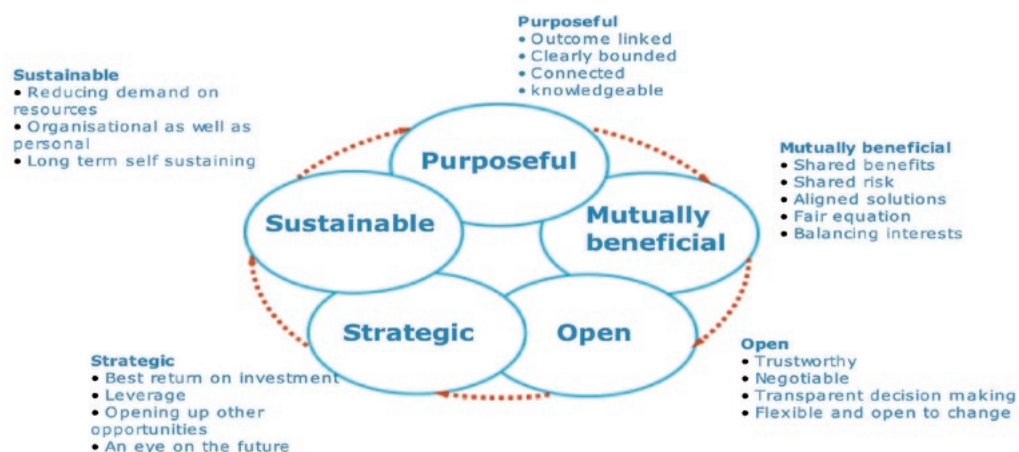 Purposeful
• Outcome linked
• Clearly bounded
• Connected
• knowledgeable
Sustainable
• Reducing demand on
resources
• Organisational as well as
personal
• Long term self sustaining
Mutually beneficial
• Shared benefits
• Shared risk
• Aligned solutions
• Fair equation
• Balancing interests
Purposeful
Sustainable
Mutually
beneficial
Strategic
Open
Strategic
• Best return on investment
• Leverage
• Opening up other
opportunities
• An eye on the future
Open
• Trustworthy
• Negotiable
• Transparent decision making
• Flexible and open to change